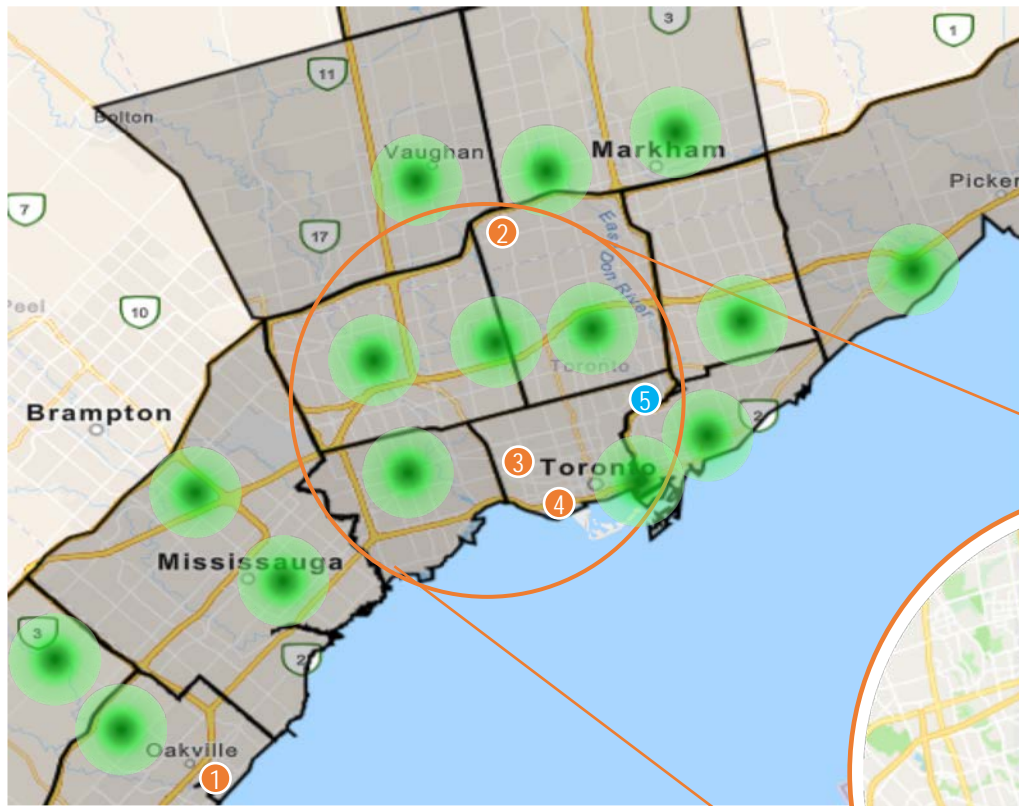 3
1
11
Bolton
Vaughan
Markham
Picker
7
17
2
East Don River
Peel
10
Toronto
5
Brampton
2
3
Toronto
4
Mississauga
3
2
Oakville
1